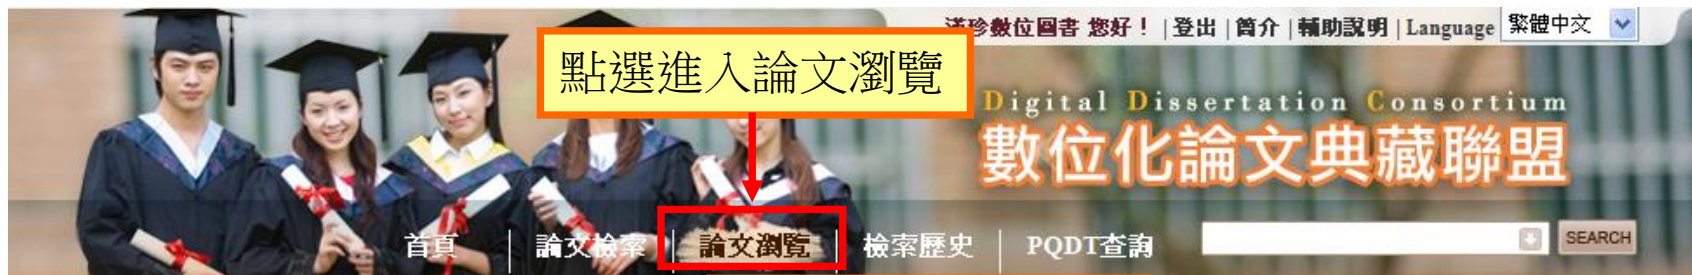 漢珍數位圖書 您好！ | 登出 | 簡介 | 輔助說明 | Language 繁體中文
點選進入論文瀏覽
Digital Dissertation Consortium
數位化論文典藏聯盟
首頁 | 論文檢索 | 論文瀏覽 | 檢索歷史 | PQDT查詢 SEARCH